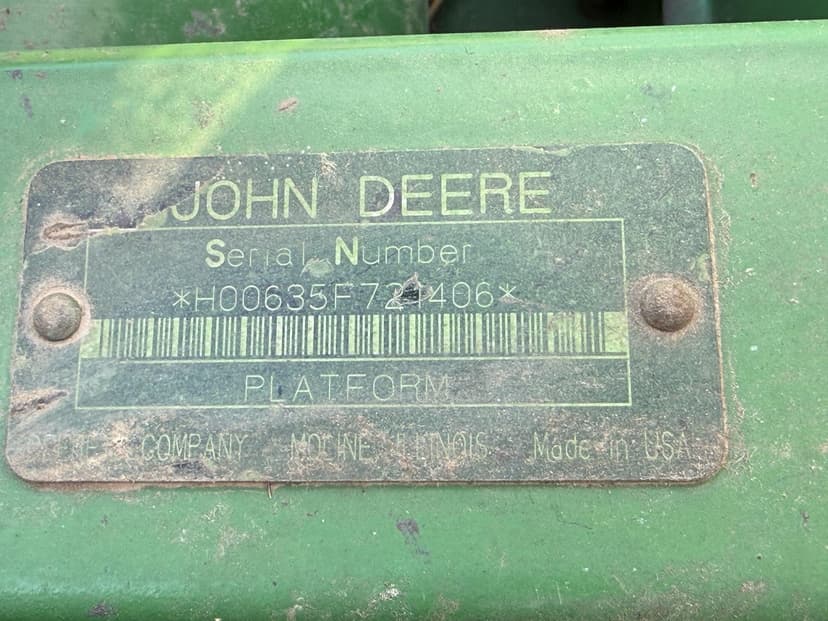 JOHN DEERE
Serial Number
PLATFORM
COMPANY MOLINE, ILLINOIS Made in USA